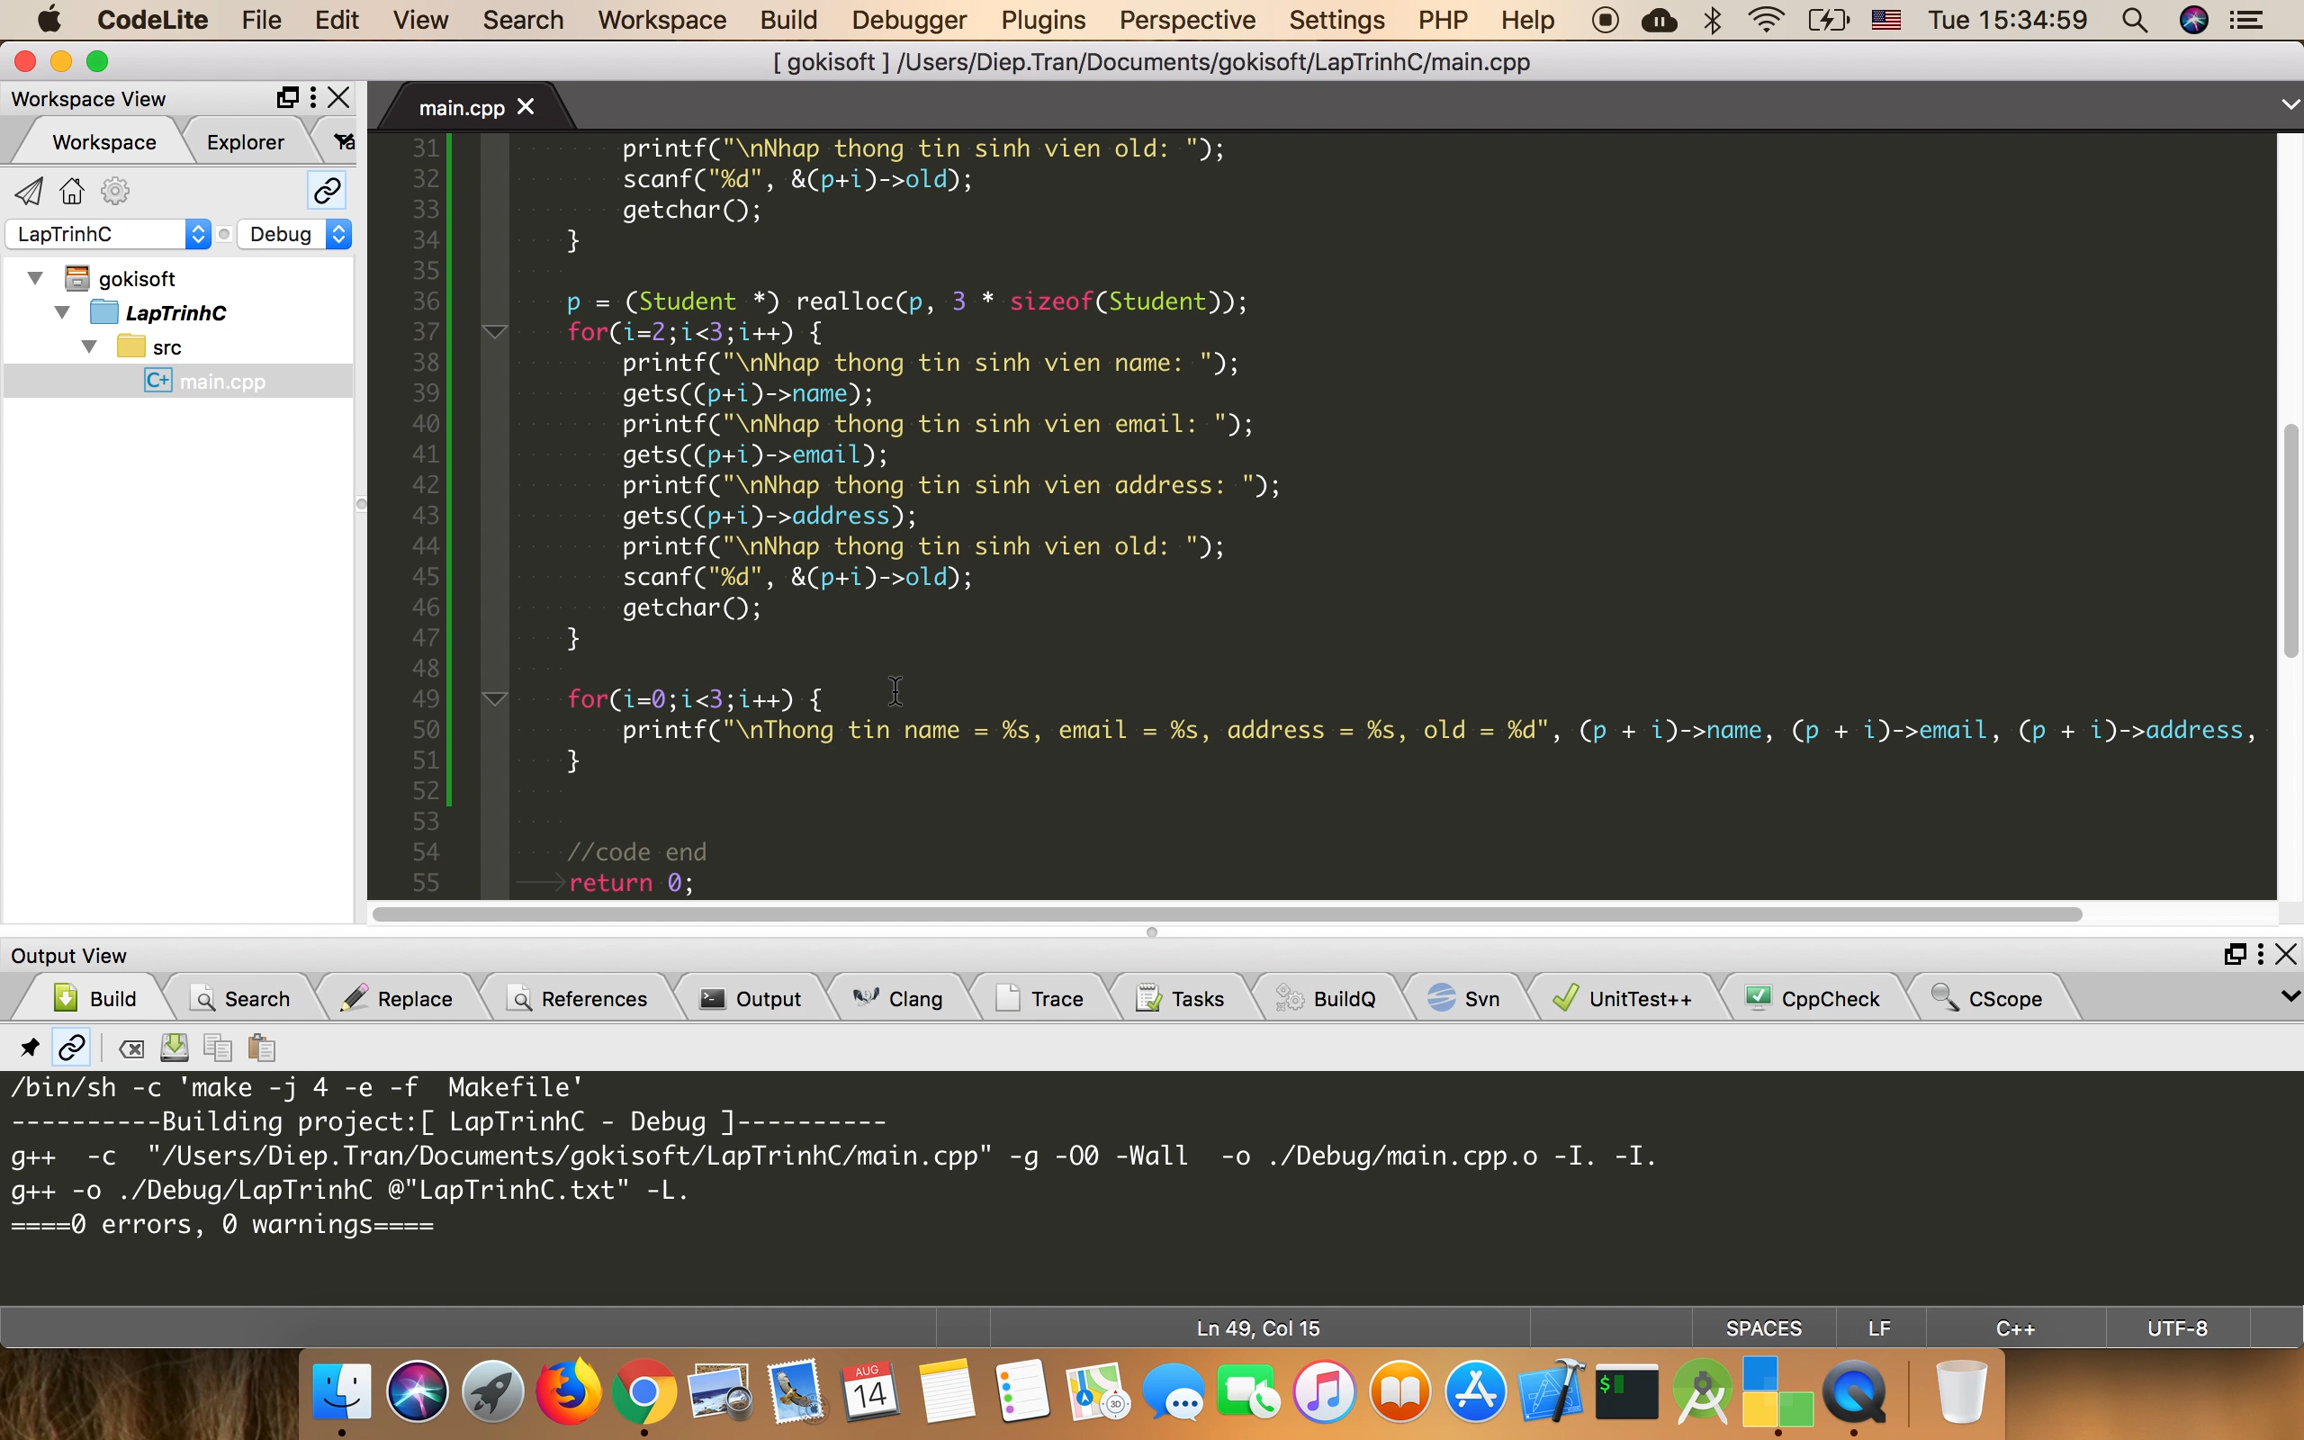 CodeLite File Edit View Search Workspace Build Debugger Plugins Perspective Settings PHP Help Tue 15:34:59
[ gokisoft ] /Users/Diep.Tran/Documents/gokisoft/LapTrinhC/main.cpp
Workspace View
main.cpp
Workspace Explorer Ta
LapTrinhC Debug
gokisoft
LapTrinhC
src
C+ main.cpp
31 printf("\nNhap thong tin sinh vien old: ");
32 scanf("%d", &(p+i)->old);
33 getchar();
34 }
35
36 p = (Student *) realloc(p, 3 * sizeof(Student));
37 for(i=2;i<3;i++) {
38 printf("\nNhap thong tin sinh vien name: ");
39 gets((p+i)->name);
40 printf("\nNhap thong tin sinh vien email: ");
41 gets((p+i)->email);
42 printf("\nNhap thong tin sinh vien address: ");
43 gets((p+i)->address);
44 printf("\nNhap thong tin sinh vien old: ");
45 scanf("%d", &(p+i)->old);
46 getchar();
47 }
48
49 for(i=0;i<3;i++) {
50 printf("\nThong tin name = %s, email = %s, address = %s, old = %d", (p + i)->name, (p + i)->email, (p + i)->address,
51 }
52
53
54 //code end
55 return 0;
Output View
Build Search Replace References Output Clang Trace Tasks BuildQ Svn UnitTest++ CppCheck CScope
/bin/sh -c 'make -j 4 -e -f  Makefile'
----------Building project:[ LapTrinhC - Debug ]----------
g++  -c  "/Users/Diep.Tran/Documents/gokisoft/LapTrinhC/main.cpp" -g -O0 -Wall  -o ./Debug/main.cpp.o -I. -I.
g++ -o ./Debug/LapTrinhC @"LapTrinhC.txt" -L.
====0 errors, 0 warnings====
Ln 49, Col 15 SPACES LF C++ UTF-8
AUG
14
3D
$